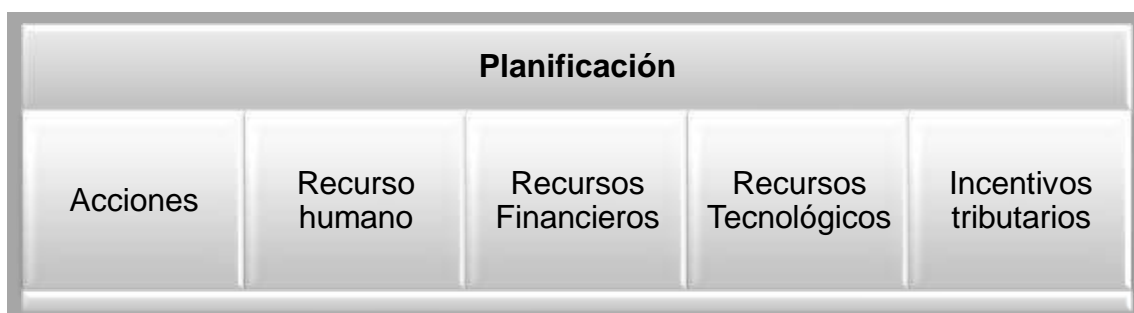 Planificación
Acciones
Recurso
humano
Recursos
Financieros
Recursos
Tecnológicos
Incentivos
tributarios